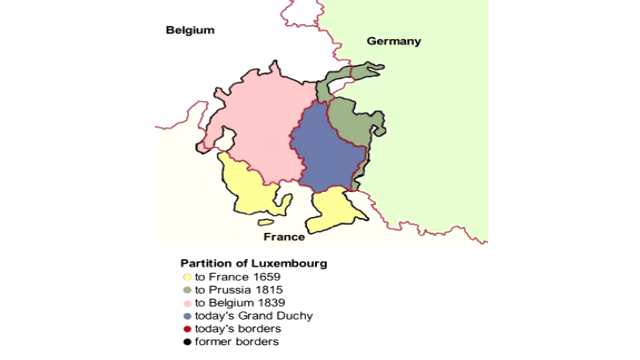 Belgium
Germany
France
Partition of Luxembourg
to France 1659
to Prussia 1815
to Belgium 1839
today's Grand Duchy
today's borders
former borders